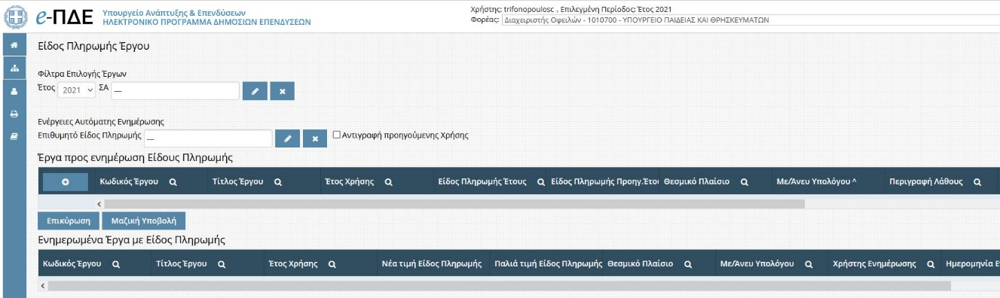 e-ΠΔΕ Υπουργείο Ανάπτυξης & Επενδύσεων
ΗΛΕΚΤΡΟΝΙΚΟ ΠΡΟΓΡΑΜΜΑ ΔΗΜΟΣΙΩΝ ΕΠΕΝΔΥΣΕΩΝ
Χρήστης: trifonopoulosc , Επιλεγμένη Περίοδος: Έτος 2021
Φορέας: Διαχειριστής Οφειλών - 1010700 - ΥΠΟΥΡΓΕΙΟ ΠΑΙΔΕΙΑΣ ΚΑΙ ΘΡΗΣΚΕΥΜΑΤΩΝ
Είδος Πληρωμής Έργου
Φίλτρα Επιλογής Έργων
Έτος 2021 ΣΑ —
Ενέργειες Αυτόματης Ενημέρωσης
Επιθυμητό Είδος Πληρωμής — Αντιγραφή προηγούμενης Χρήσης
Έργα προς ενημέρωση Είδους Πληρωμής
Κωδικός Έργου Τίτλος Έργου Έτος Χρήσης Είδος Πληρωμής Έτους Είδος Πληρωμής Προηγ.Έτου Θεσμικό Πλαίσιο Με/Άνευ Υπολόγου ^ Περιγραφή Λάθους
Επικύρωση Μαζική Υποβολή
Ενημερωμένα Έργα με Είδος Πληρωμής
Κωδικός Έργου Τίτλος Έργου Έτος Χρήσης Νέα τιμή Είδος Πληρωμής Παλιά τιμή Είδος Πληρωμής Θεσμικό Πλαίσιο Με/Άνευ Υπολόγου Χρήστης Ενημέρωσης Ημερομηνία